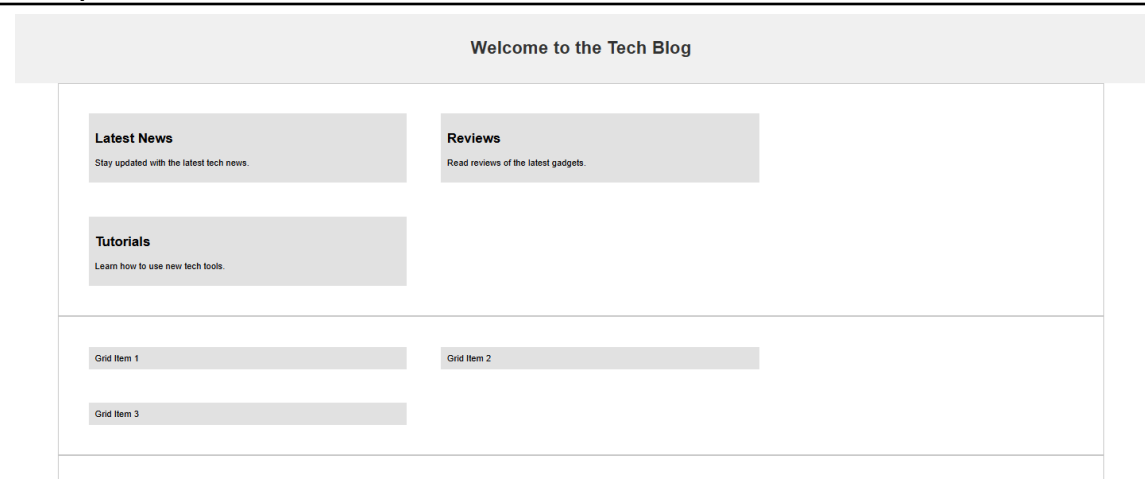 Welcome to the Tech Blog
Latest News
Stay updated with the latest tech news.
Reviews
Read reviews of the latest gadgets.
Tutorials
Learn how to use new tech tools.
Grid Item 1
Grid Item 2
Grid Item 3